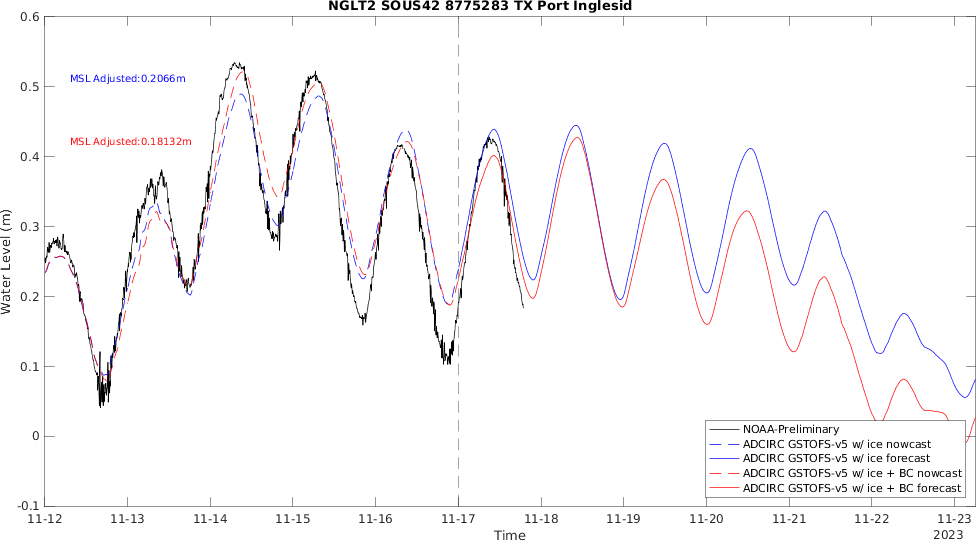 NGLT2 SOUS42 8775283 TX Port Inglesid
0.6
0.5
0.4
0.3
0.2
0.1
0
-0.1
Water Level (m)
MSL Adjusted:0.2066m
MSL Adjusted:0.18132m
NOAA-Preliminary
ADCIRC GSTOFS-v5 w/ ice nowcast
ADCIRC GSTOFS-v5 w/ ice forecast
ADCIRC GSTOFS-v5 w/ ice + BC nowcast
ADCIRC GSTOFS-v5 w/ ice + BC forecast
11-12 11-13 11-14 11-15 11-16 11-17 11-18 11-19 11-20 11-21 11-22 11-23
Time
2023